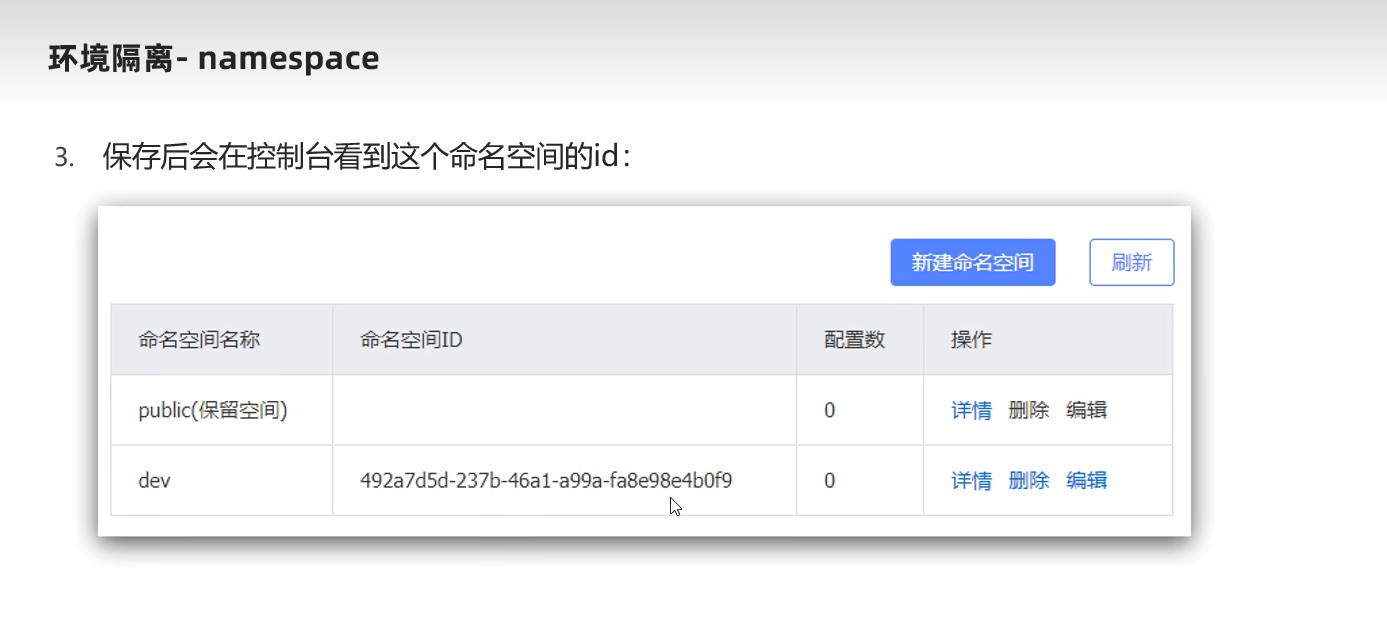 环境隔离- namespace
3. 保存后会在控制台看到这个命名空间的id：
新建命名空间 刷新
命名空间名称 命名空间ID 配置数 操作
public(保留空间) 0 详情 删除 编辑
dev 492a7d5d-237b-46a1-a99a-fa8e98e4b0f9 0 详情 删除 编辑